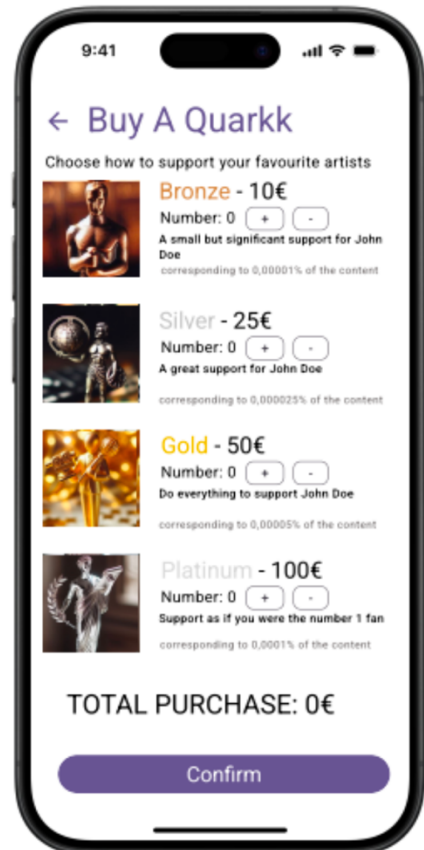 9:41
← Buy A Quarkk
Choose how to support your favourite artists
Bronze - 10€
Number: 0 + -
A small but significant support for John
Doe
corresponding to 0,00001% of the content
Silver - 25€
Number: 0 + -
A great support for John Doe
corresponding to 0,000025% of the content
Gold - 50€
Number: 0 + -
Do everything to support John Doe
corresponding to 0,00005% of the content
Platinum - 100€
Number: 0 + -
Support as if you were the number 1 fan
corresponding to 0,0001% of the content
TOTAL PURCHASE: 0€
Confirm